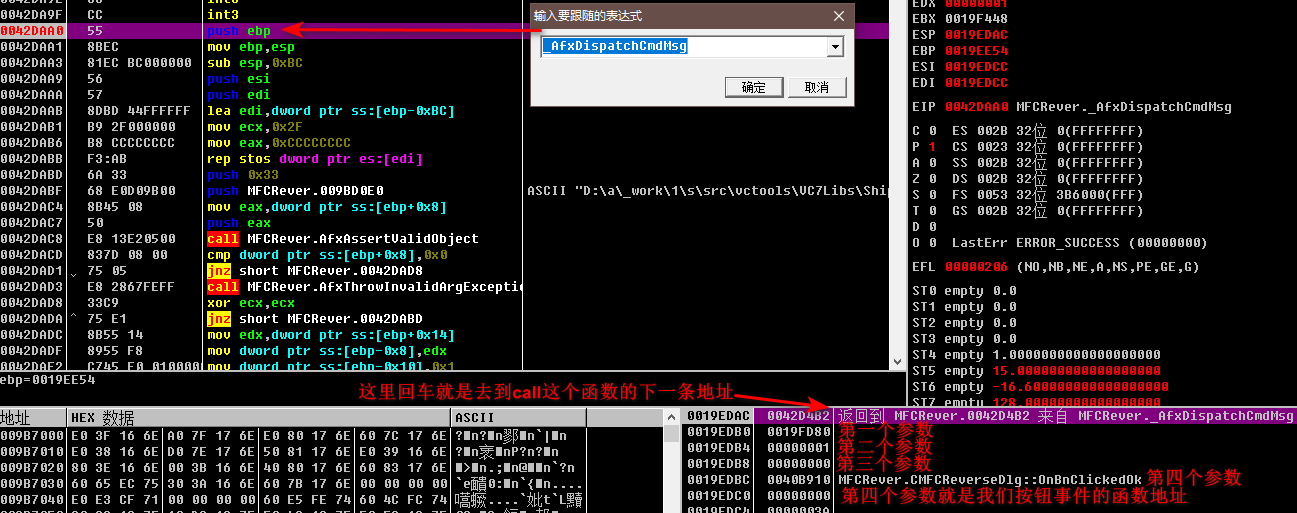 0042DA9F CC int3
0042DAA0 55 push ebp
0042DAA1 8BEC mov ebp,esp
0042DAA3 81EC BC000000 sub esp,0xBC
0042DAA9 56 push esi
0042DAAA 57 push edi
0042DAAB 8DBD 44FFFFFF lea edi,dword ptr ss:[ebp-0xBC]
0042DAB1 B9 2F000000 mov ecx,0x2F
0042DAB6 B8 CCCCCCCC mov eax,0xCCCCCCCC
0042DABB F3:AB rep stos dword ptr es:[edi]
0042DABD 6A 33 push 0x33
0042DABF 68 E0D09B00 push MFCRever.009BD0E0 ASCII "D:\a\_work\1\s\src\vctools\VC7Libs\Ship
0042DAC4 8B45 08 mov eax,dword ptr ss:[ebp+0x8]
0042DAC7 50 push eax
0042DAC8 E8 13E20500 call MFCRever.AfxAssertValidObject
0042DACD 837D 08 00 cmp dword ptr ss:[ebp+0x8],0x0
0042DAD1 75 05 jnz short MFCRever.0042DAD8
0042DAD3 E8 2867FEFF call MFCRever.AfxThrowInvalidArgExceptio
0042DAD8 33C9 xor ecx,ecx
0042DADA ^ 75 E1 jnz short MFCRever.0042DABD
0042DADC 8B55 14 mov edx,dword ptr ss:[ebp+0x14]
0042DADF 8955 F8 mov dword ptr ss:[ebp-0x8],edx
0042DAE2 C745 F0 010000 mov dword ptr ss:[ebp-0x10],0x1
ebp=0019EE54
输入要跟随的表达式
_AfxDispatchCmdMsg
确定 取消
EDX 00000001
EBX 0019F448
ESP 0019EDAC
EBP 0019EE54
ESI 0019EDCC
EDI 0019EDCC
EIP 0042DAA0 MFCRever._AfxDispatchCmdMsg
C 0 ES 002B 32位 0(FFFFFFFF)
P 1 CS 0023 32位 0(FFFFFFFF)
A 0 SS 002B 32位 0(FFFFFFFF)
Z 0 DS 002B 32位 0(FFFFFFFF)
S 0 FS 0053 32位 3B6000(FFF)
T 0 GS 002B 32位 0(FFFFFFFF)
D 0
O 0 LastErr ERROR_SUCCESS (00000000)
EFL 00000206 (NO,NB,NE,A,NS,PE,GE,G)
ST0 empty 0.0
ST1 empty 0.0
ST2 empty 0.0
ST3 empty 0.0
ST4 empty 1.0000000000000000000
ST5 empty 15.000000000000000000
ST6 empty -16.600000000000000000
ST7 empty 128.00000000000000000
这里回车就是去到call这个函数的下一条地址
地址 HEX 数据 ASCII
009B7000 E0 3F 16 6E A0 7F 17 6E E0 80 17 6E 60 7C 17 6E
009B7010 E0 38 16 6E D0 7E 17 6E 50 81 17 6E E0 39 16 6E
009B7020 80 3E 16 6E 00 3B 16 6E 40 80 17 6E 60 83 17 6E
009B7030 60 65 EC 75 30 3A 16 6E 60 7B 17 6E 00 00 00 00
009B7040 E0 E3 CF 71 00 00 00 00 60 E5 FE 74 60 4C FC 74
0019EDAC 0042D4B2 返回到 MFCRever.0042D4B2 来自 MFCRever._AfxDispatchCmdMsg
0019EDB0 0019FD80 第一个参数
0019EDB4 00000001 第二个参数
0019EDB8 00000000 第三个参数
0019EDBC 0040B910 MFCRever.CMFCReverseDlg::OnBnClickedOk 第四个参数
0019EDC0 00000000 第四个参数就是我们按钮事件的函数地址
0019EDC4 0000003A